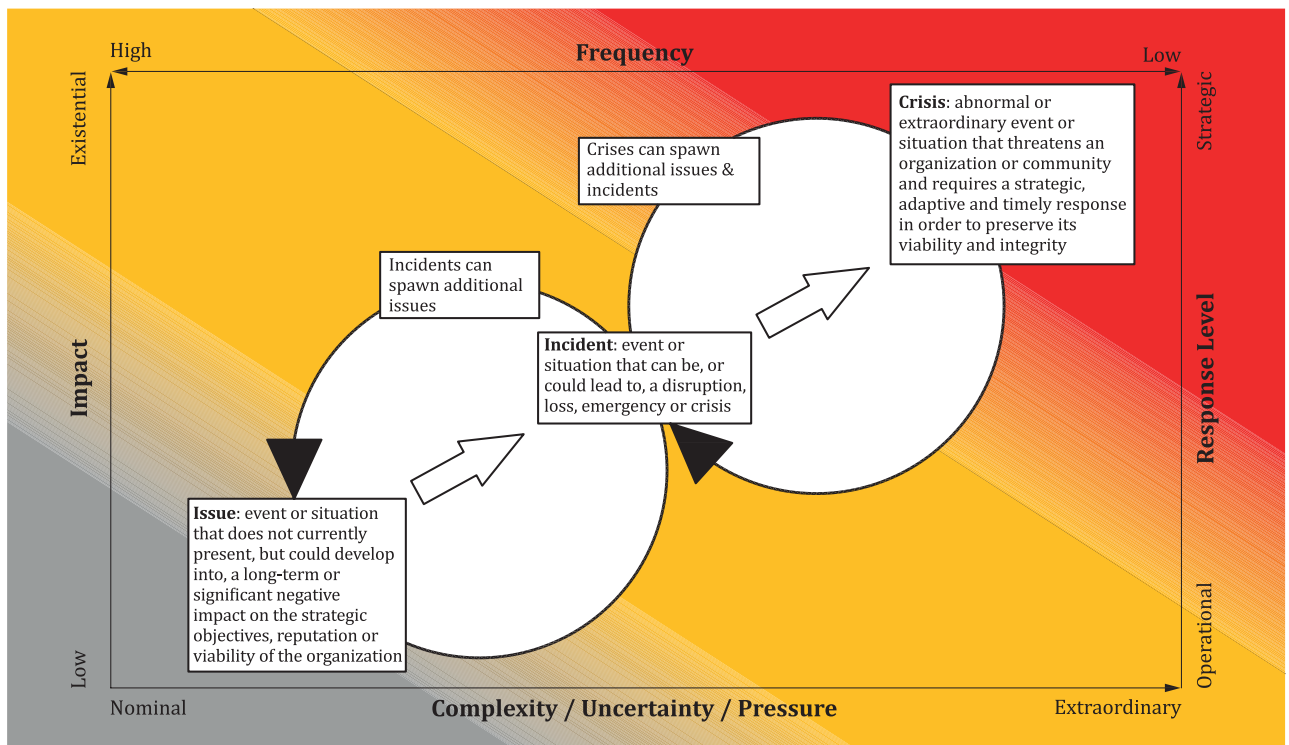 High
Frequency
Low
Existential
Strategic
Crisis: abnormal or
extraordinary event or
situation that threatens an
organization or community
and requires a strategic,
adaptive and timely response
in order to preserve its
viability and integrity
Crises can spawn
additional issues &
incidents
Incidents can
spawn additional
issues
Incident: event or
situation that can be, or
could lead to, a disruption,
loss, emergency or crisis
Impact
Response Level
Issue: event or situation
that does not currently
present, but could develop
into, a long-term or
significant negative
impact on the strategic
objectives, reputation or
viability of the organization
Low
Operational
Nominal
Complexity / Uncertainty / Pressure
Extraordinary